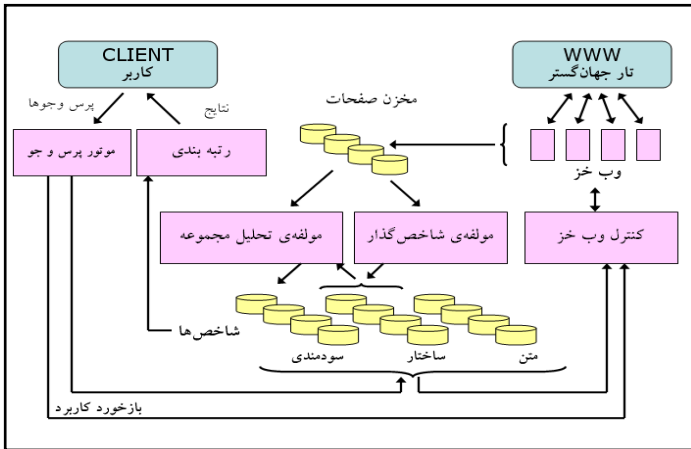 CLIENT
کاربر
WWW
تار جهان‌گستر
پرس وجوها
نتایج
مخزن صفحات
موتور پرس و جو
رتبه بندی
وب خز
مولفه‌ی تحلیل مجموعه
مولفه‌ی شاخص‌گذار
کنترل وب خز
شاخص‌ها
سودمندی
ساختار
متن
بازخورد کاربرد